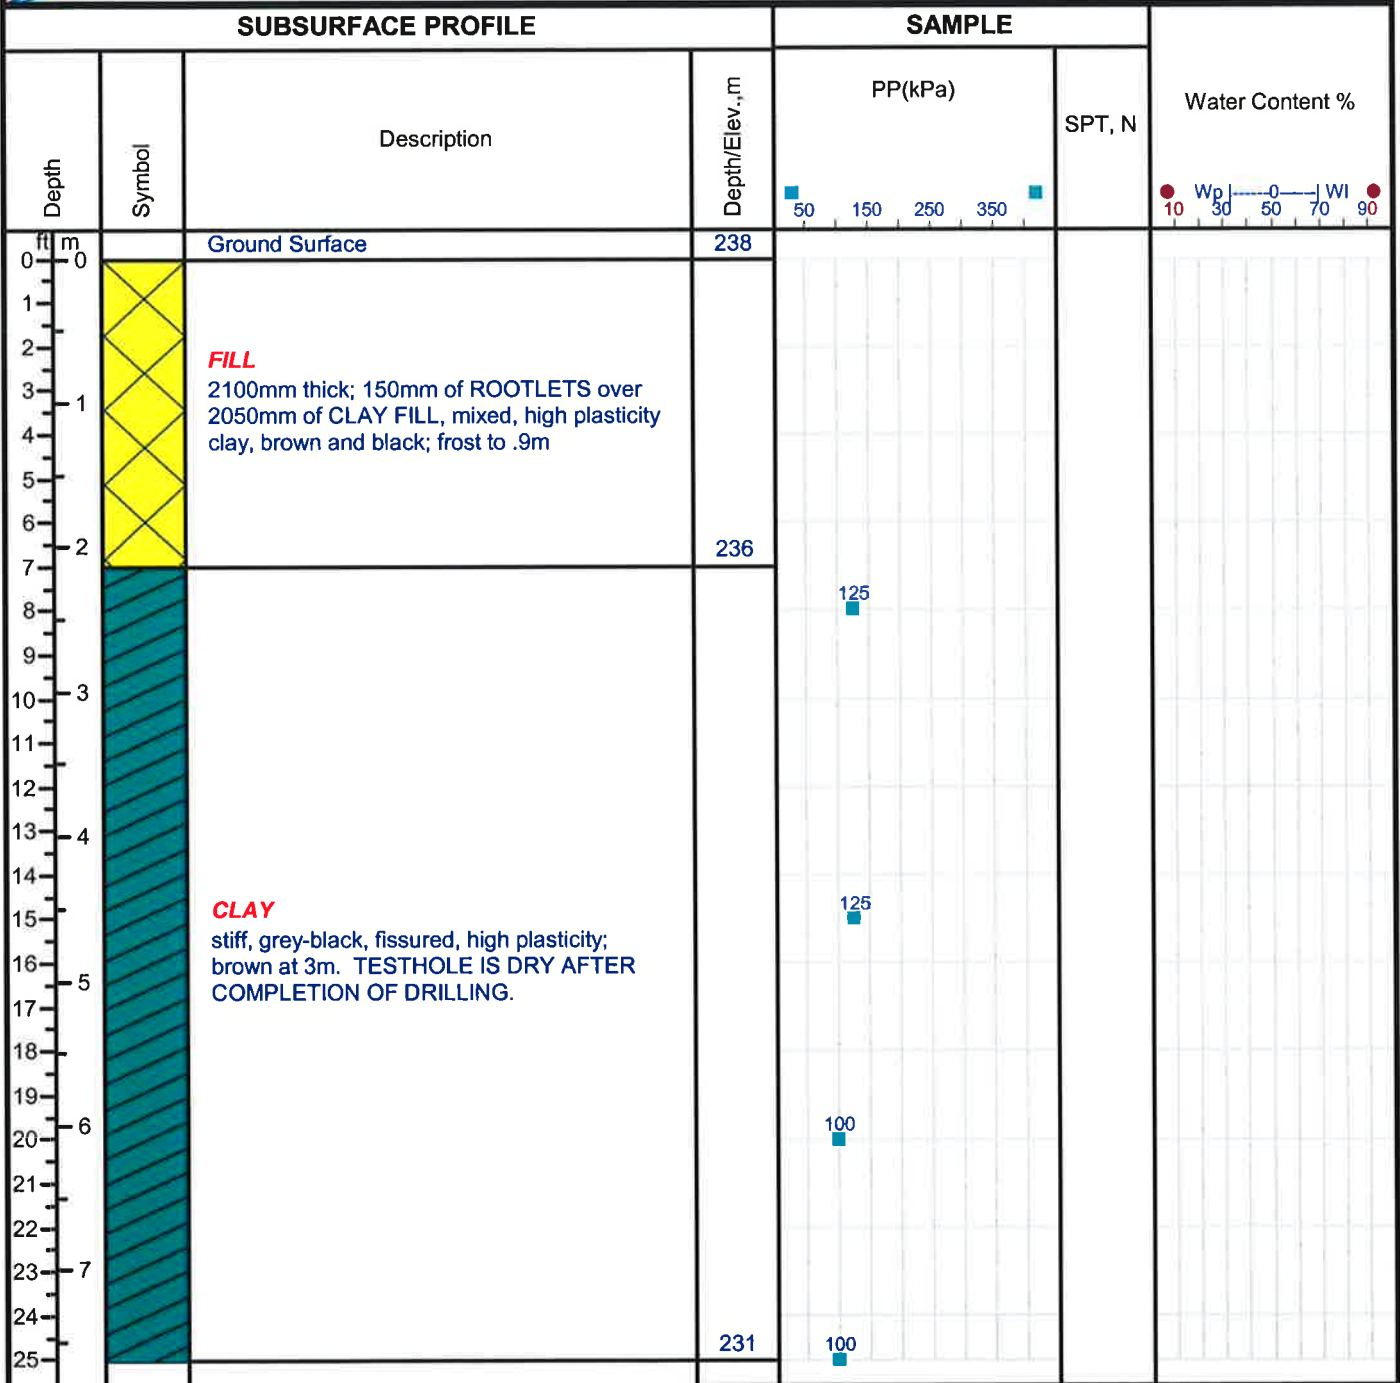 SUBSURFACE PROFILE
SAMPLE
Depth
Symbol
Description
Depth/Elev.,m
PP(kPa)
SPT, N
Water Content %
50 150 250 350
Wp |-----0-----| Wl
10 30 50 70 90
ft m
Ground Surface
238
0 0
1
2
3
1
4
5
6
2
7
8
9
10
3
11
12
13
4
14
15
16
5
17
18
19
6
20
21
22
23
7
24
25
FILL
2100mm thick; 150mm of ROOTLETS over
2050mm of CLAY FILL, mixed, high plasticity
clay, brown and black; frost to .9m
236
125
125
CLAY
stiff, grey-black, fissured, high plasticity;
brown at 3m. TESTHOLE IS DRY AFTER
COMPLETION OF DRILLING.
100
231
100